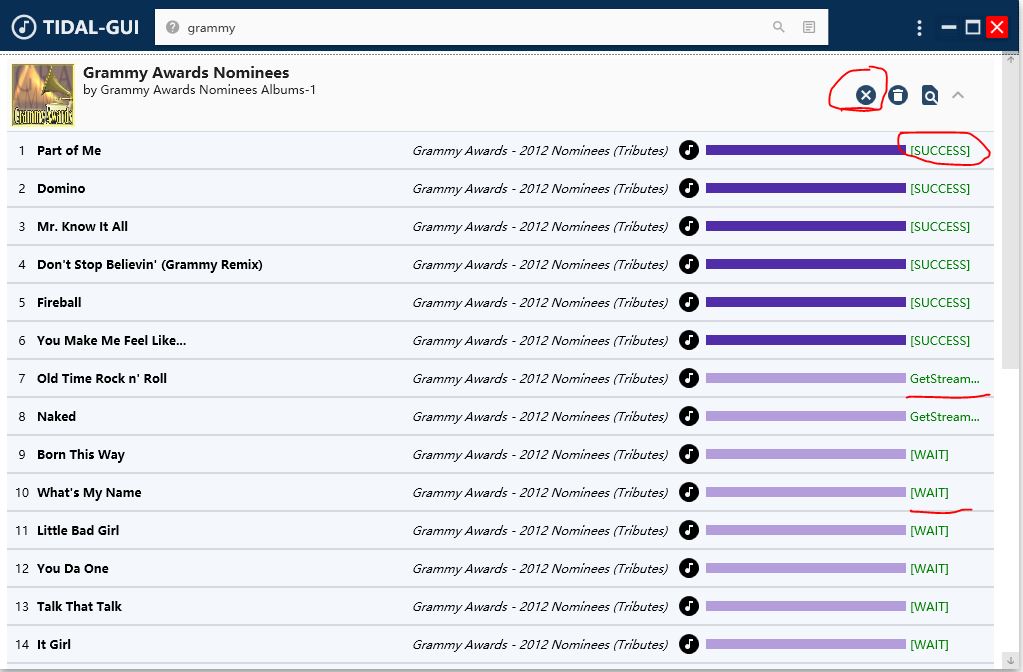 TIDAL-GUI
grammy
Grammy Awards Nominees
by Grammy Awards Nominees Albums-1
Grammy Awards
1 Part of Me Grammy Awards - 2012 Nominees (Tributes) [SUCCESS]
2 Domino Grammy Awards - 2012 Nominees (Tributes) [SUCCESS]
3 Mr. Know It All Grammy Awards - 2012 Nominees (Tributes) [SUCCESS]
4 Don't Stop Believin' (Grammy Remix) Grammy Awards - 2012 Nominees (Tributes) [SUCCESS]
5 Fireball Grammy Awards - 2012 Nominees (Tributes) [SUCCESS]
6 You Make Me Feel Like... Grammy Awards - 2012 Nominees (Tributes) [SUCCESS]
7 Old Time Rock n' Roll Grammy Awards - 2012 Nominees (Tributes) GetStream...
8 Naked Grammy Awards - 2012 Nominees (Tributes) GetStream...
9 Born This Way Grammy Awards - 2012 Nominees (Tributes) [WAIT]
10 What's My Name Grammy Awards - 2012 Nominees (Tributes) [WAIT]
11 Little Bad Girl Grammy Awards - 2012 Nominees (Tributes) [WAIT]
12 You Da One Grammy Awards - 2012 Nominees (Tributes) [WAIT]
13 Talk That Talk Grammy Awards - 2012 Nominees (Tributes) [WAIT]
14 It Girl Grammy Awards - 2012 Nominees (Tributes) [WAIT]